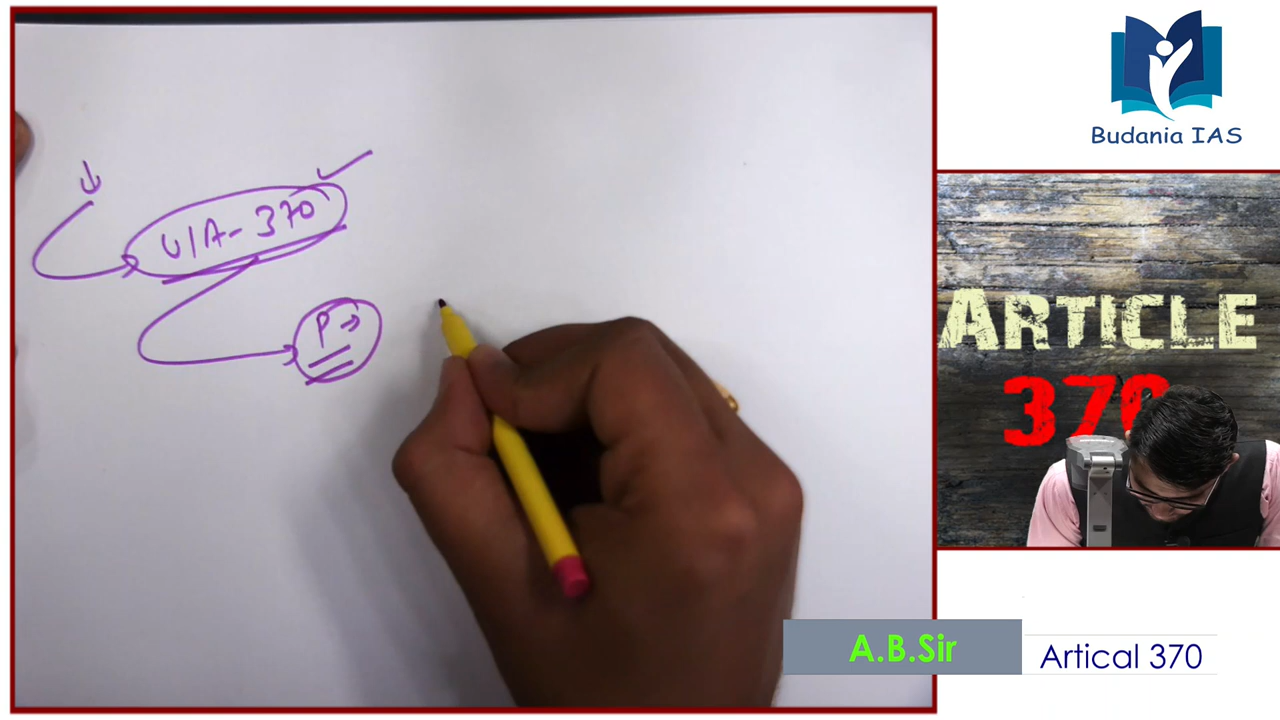 Budania IAS
U/A- 370
P →
ARTICLE
370
A.B.Sir
Artical 370